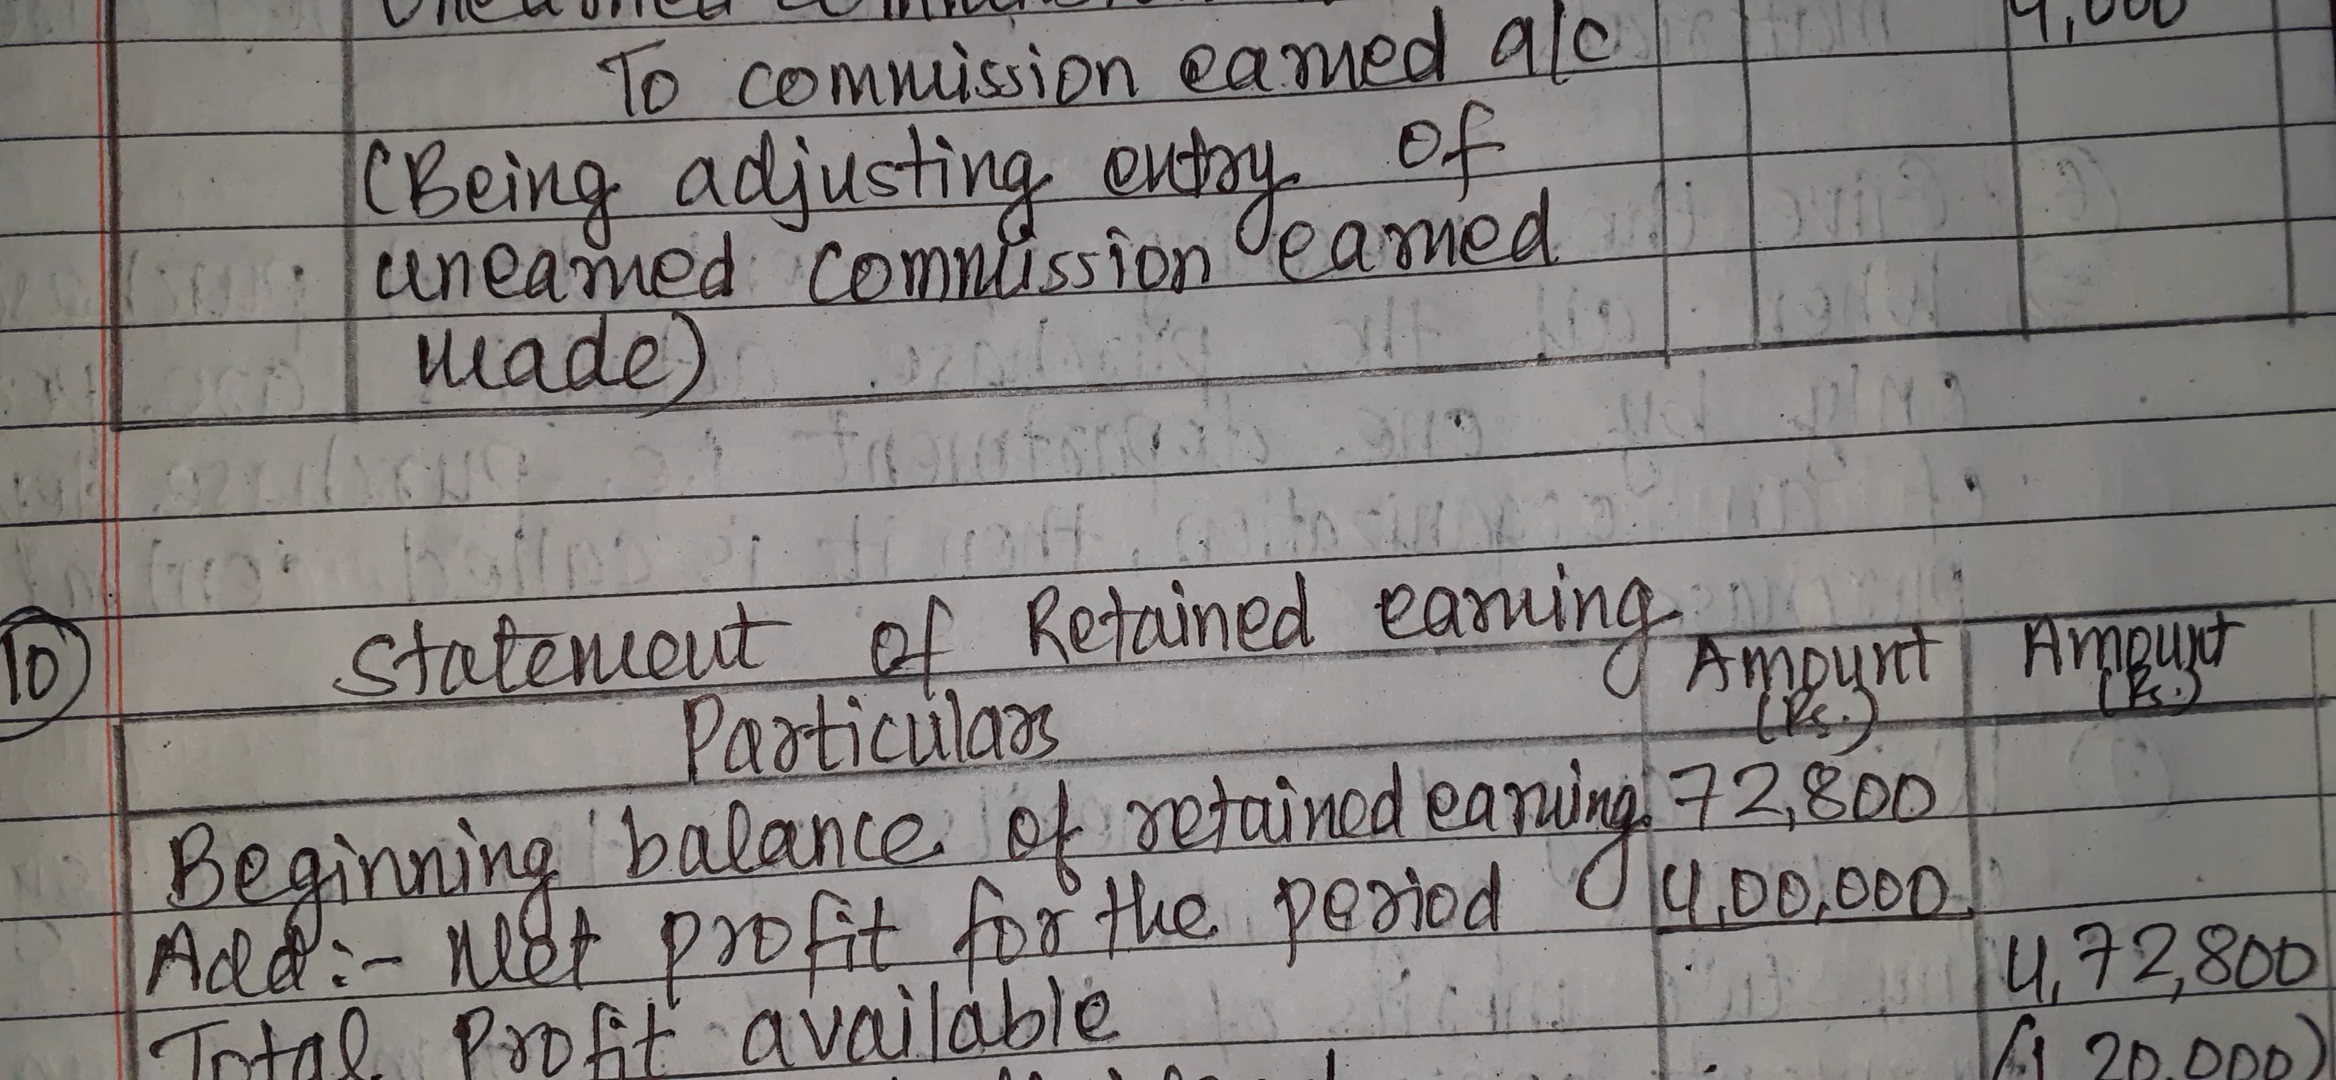 4,000
To commission earned a/c
(Being adjusting entry of
unearned commission earned
made)
10 Statement of Retained earning
Particulars Amount (Rs.) Amount (Rs.)
Beginning balance of retained earning 72,800
Add:- Net profit for the period 4,00,000
Total Profit available 4,72,800
20,000)